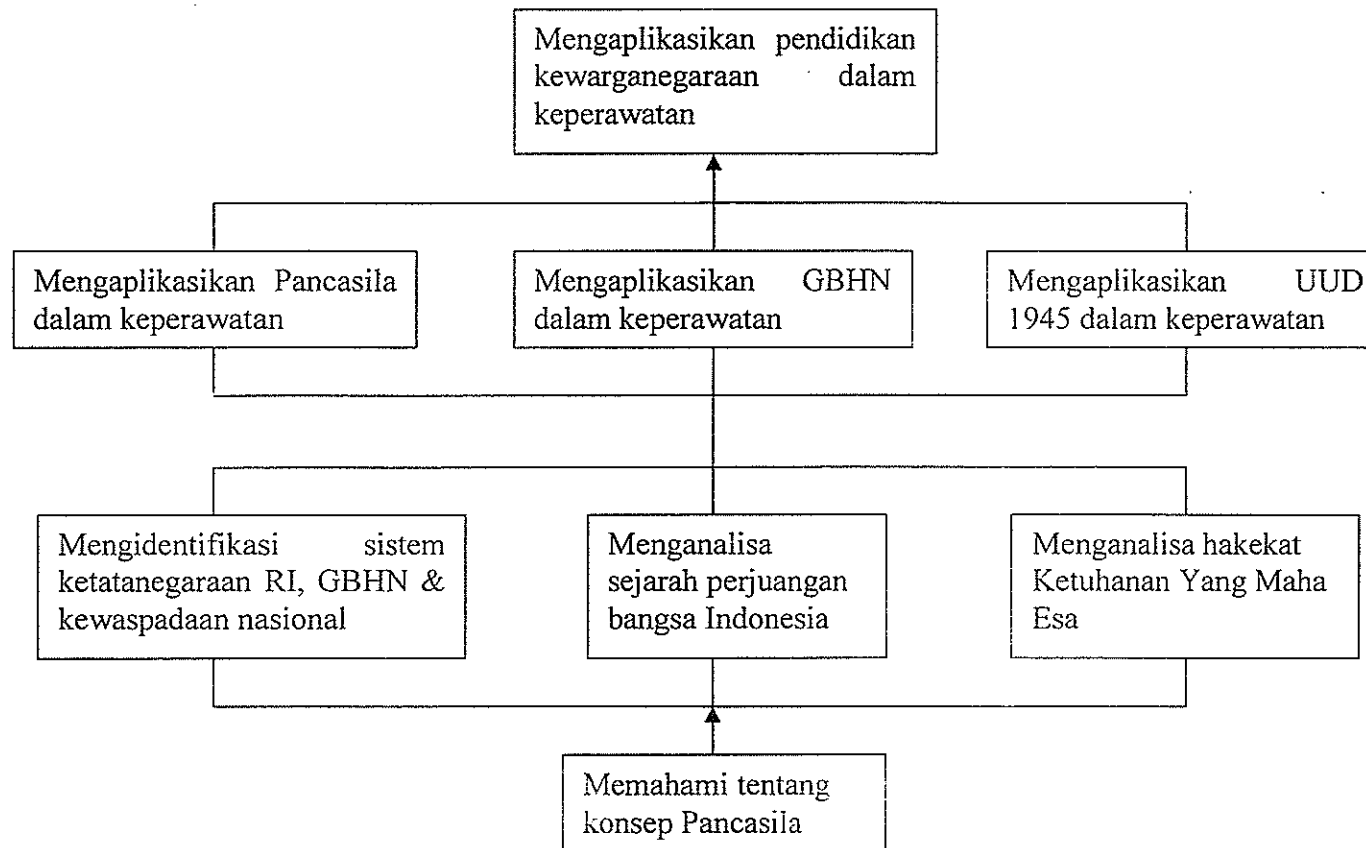 Mengaplikasikan pendidikan
kewarganegaraan dalam
keperawatan
Mengaplikasikan Pancasila
dalam keperawatan
Mengaplikasikan GBHN
dalam keperawatan
Mengaplikasikan UUD
1945 dalam keperawatan
Mengidentifikasi sistem
ketatanegaraan RI, GBHN &
kewaspadaan nasional
Menganalisa
sejarah perjuangan
bangsa Indonesia
Menganalisa hakekat
Ketuhanan Yang Maha
Esa
Memahami tentang
konsep Pancasila